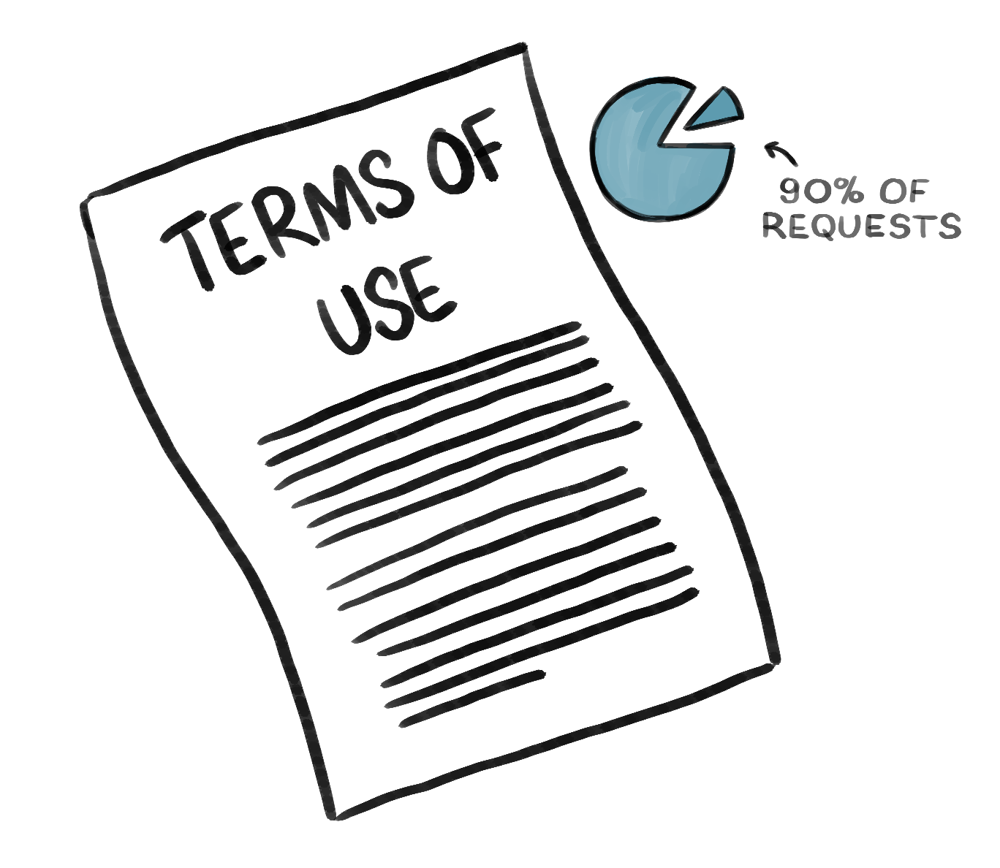 TERMS OF
USE
90% OF
REQUESTS